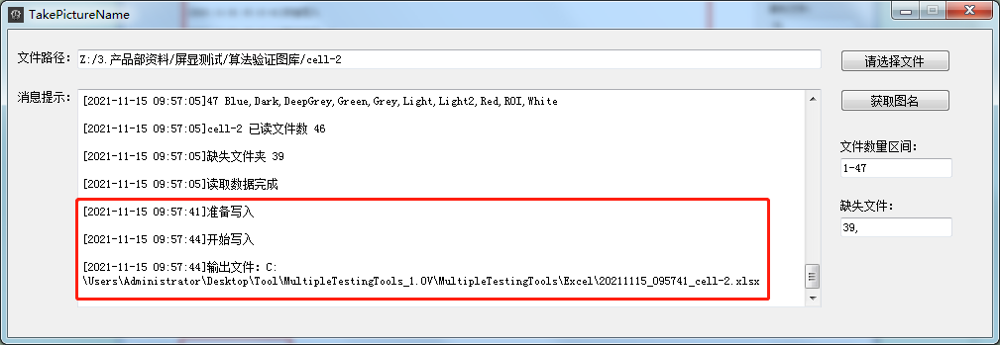 TakePictureName
文件路径：
Z:/3.产品部资料/屏显测试/算法验证图库/cell-2
请选择文件
消息提示：
[2021-11-15 09:57:05]47 Blue,Dark,DeepGrey,Green,Grey,Light,Light2,Red,ROI,White
[2021-11-15 09:57:05]cell-2 已读文件数 46
[2021-11-15 09:57:05]缺失文件夹 39
[2021-11-15 09:57:05]读取数据完成
[2021-11-15 09:57:41]准备写入
[2021-11-15 09:57:44]开始写入
[2021-11-15 09:57:44]输出文件：C:
\Users\Administrator\Desktop\Tool\MultipleTestingTools_1.0V\MultipleTestingTools\Excel\20211115_095741_cell-2.xlsx
获取图名
文件数量区间：
1-47
缺失文件：
39,